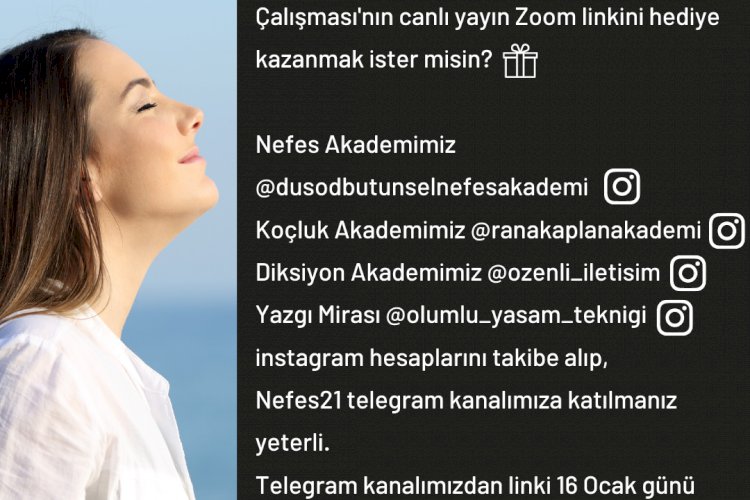 Çalışması'nın canlı yayın Zoom linkini hediye
kazanmak ister misin?
Nefes Akademimiz
@dusodbutunselnefesakademi
Koçluk Akademimiz @ranakaplanakademi
Diksiyon Akademimiz @ozenli_iletisim
Yazgı Mirası @olumlu_yasam_teknigi
instagram hesaplarını takibe alıp,
Nefes21 telegram kanalımıza katılmanız
yeterli.
Telegram kanalımızdan linki 16 Ocak günü